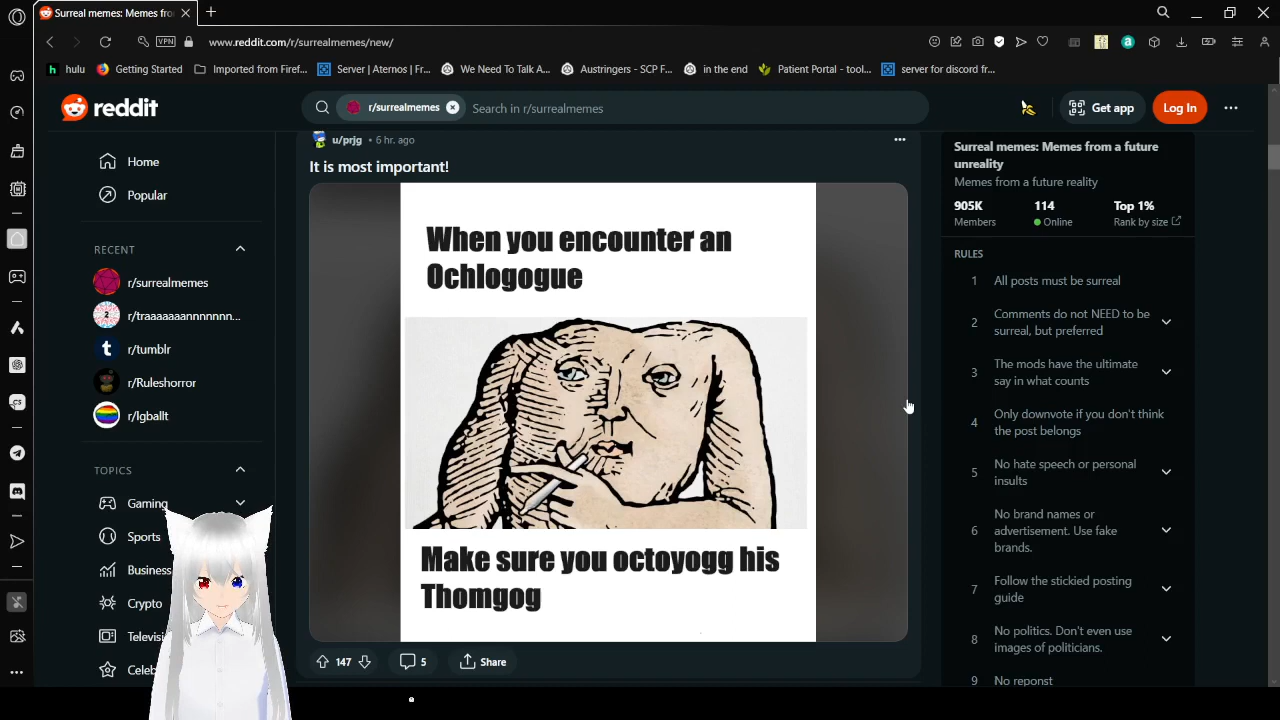 Surreal memes: Memes fro
VPN
www.reddit.com/r/surrealmemes/new/
hulu
Getting Started
Imported from Firef...
Server | Aternos | Fr...
We Need To Talk A...
Austringers - SCP F...
in the end
Patient Portal - tool...
server for discord fr...
reddit
r/surrealmemes
Search in r/surrealmemes
Get app
Log In
Home
Popular
RECENT
r/surrealmemes
r/traaaaaaannnnnnn...
r/tumblr
r/Ruleshorror
r/lgballt
TOPICS
Gaming
Sports
Business
Crypto
Televisi
Celeb
u/prjg • 6 hr. ago
It is most important!
When you encounter an
Ochlogogue
Make sure you octoyogg his
Thomgog
147
5
Share
Surreal memes: Memes from a future
unreality
Memes from a future reality
905K
114
Top 1%
Members
Online
Rank by size
RULES
1 All posts must be surreal
2 Comments do not NEED to be
surreal, but preferred
3 The mods have the ultimate
say in what counts
4 Only downvote if you don't think
the post belongs
5 No hate speech or personal
insults
6 No brand names or
advertisement. Use fake
brands.
7 Follow the stickied posting
guide
8 No politics. Don't even use
images of politicians.
9 No reponst